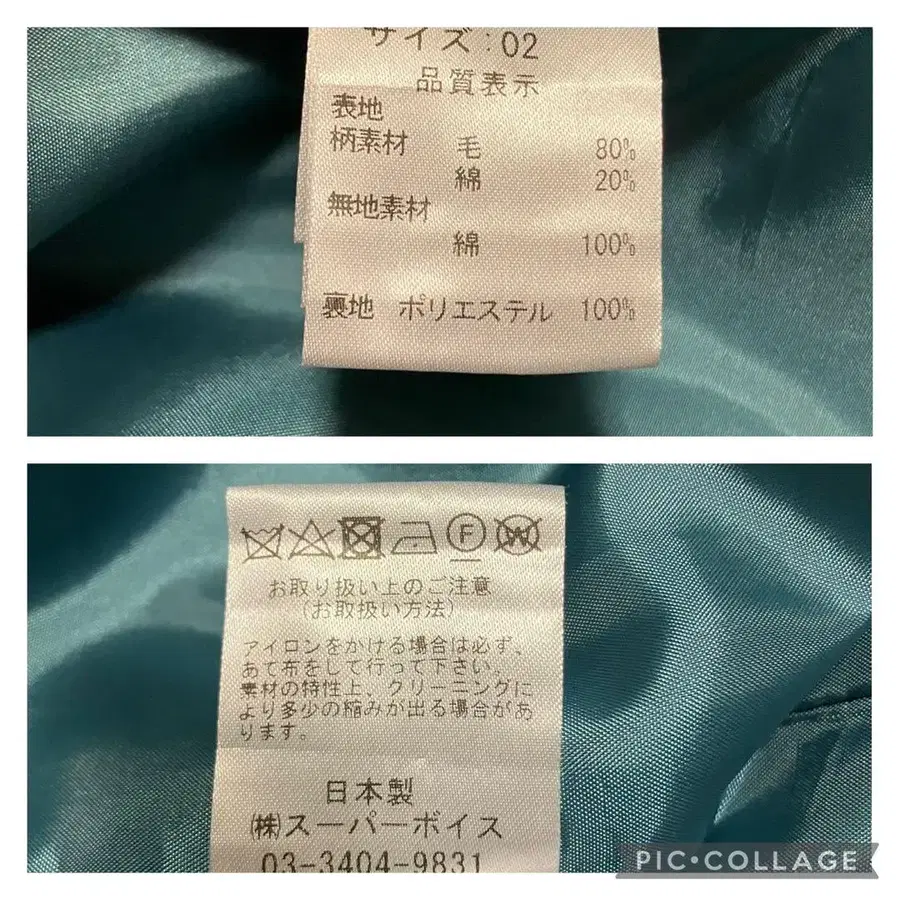 サイズ:02
品質表示
表地
柄素材 毛 80%
綿 20%
無地素材
綿 100%
裏地 ポリエステル 100%
F W
お取り扱い上のご注意
(お取扱い方法)
アイロンをかける場合は必ず、
あて布をして行って下さい。
素材の特性上、クリーニングに
より多少の縮みが出る場合があ
ります。
日本製
㈱スーパーボイス
03-3404-9831
PIC•COLLAGE